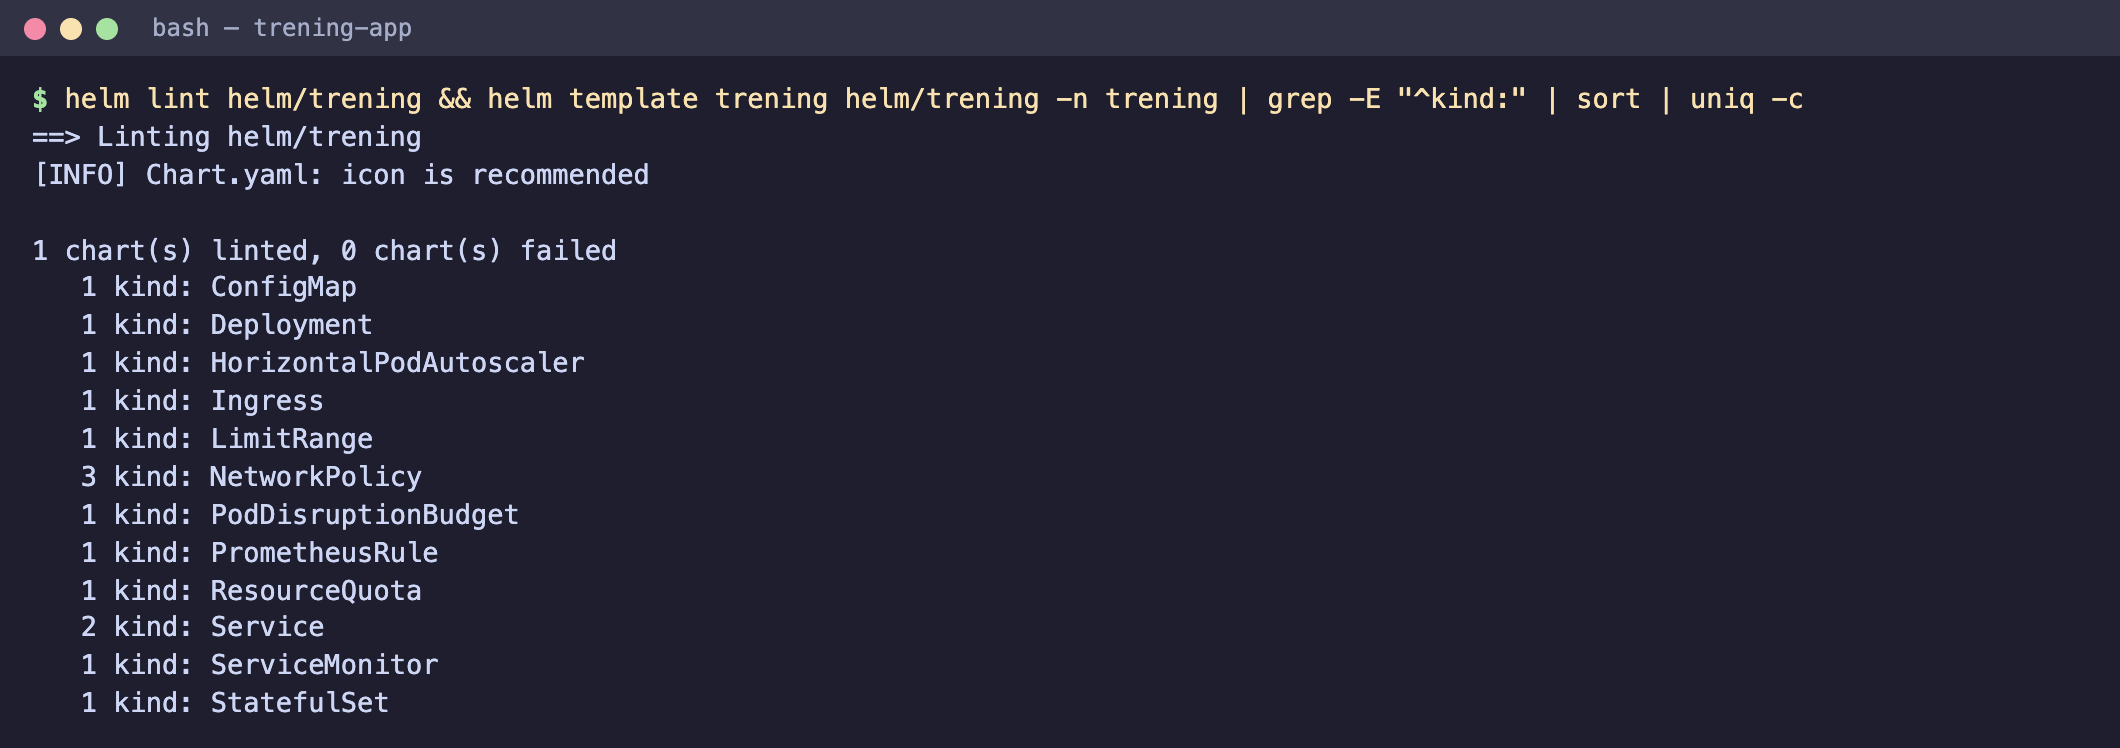 bash — trening-app
$ helm lint helm/trening && helm template trening helm/trening -n trening | grep -E "^kind:" | sort | uniq -c
==> Linting helm/trening
[INFO] Chart.yaml: icon is recommended

1 chart(s) linted, 0 chart(s) failed
   1 kind: ConfigMap
   1 kind: Deployment
   1 kind: HorizontalPodAutoscaler
   1 kind: Ingress
   1 kind: LimitRange
   3 kind: NetworkPolicy
   1 kind: PodDisruptionBudget
   1 kind: PrometheusRule
   1 kind: ResourceQuota
   2 kind: Service
   1 kind: ServiceMonitor
   1 kind: StatefulSet